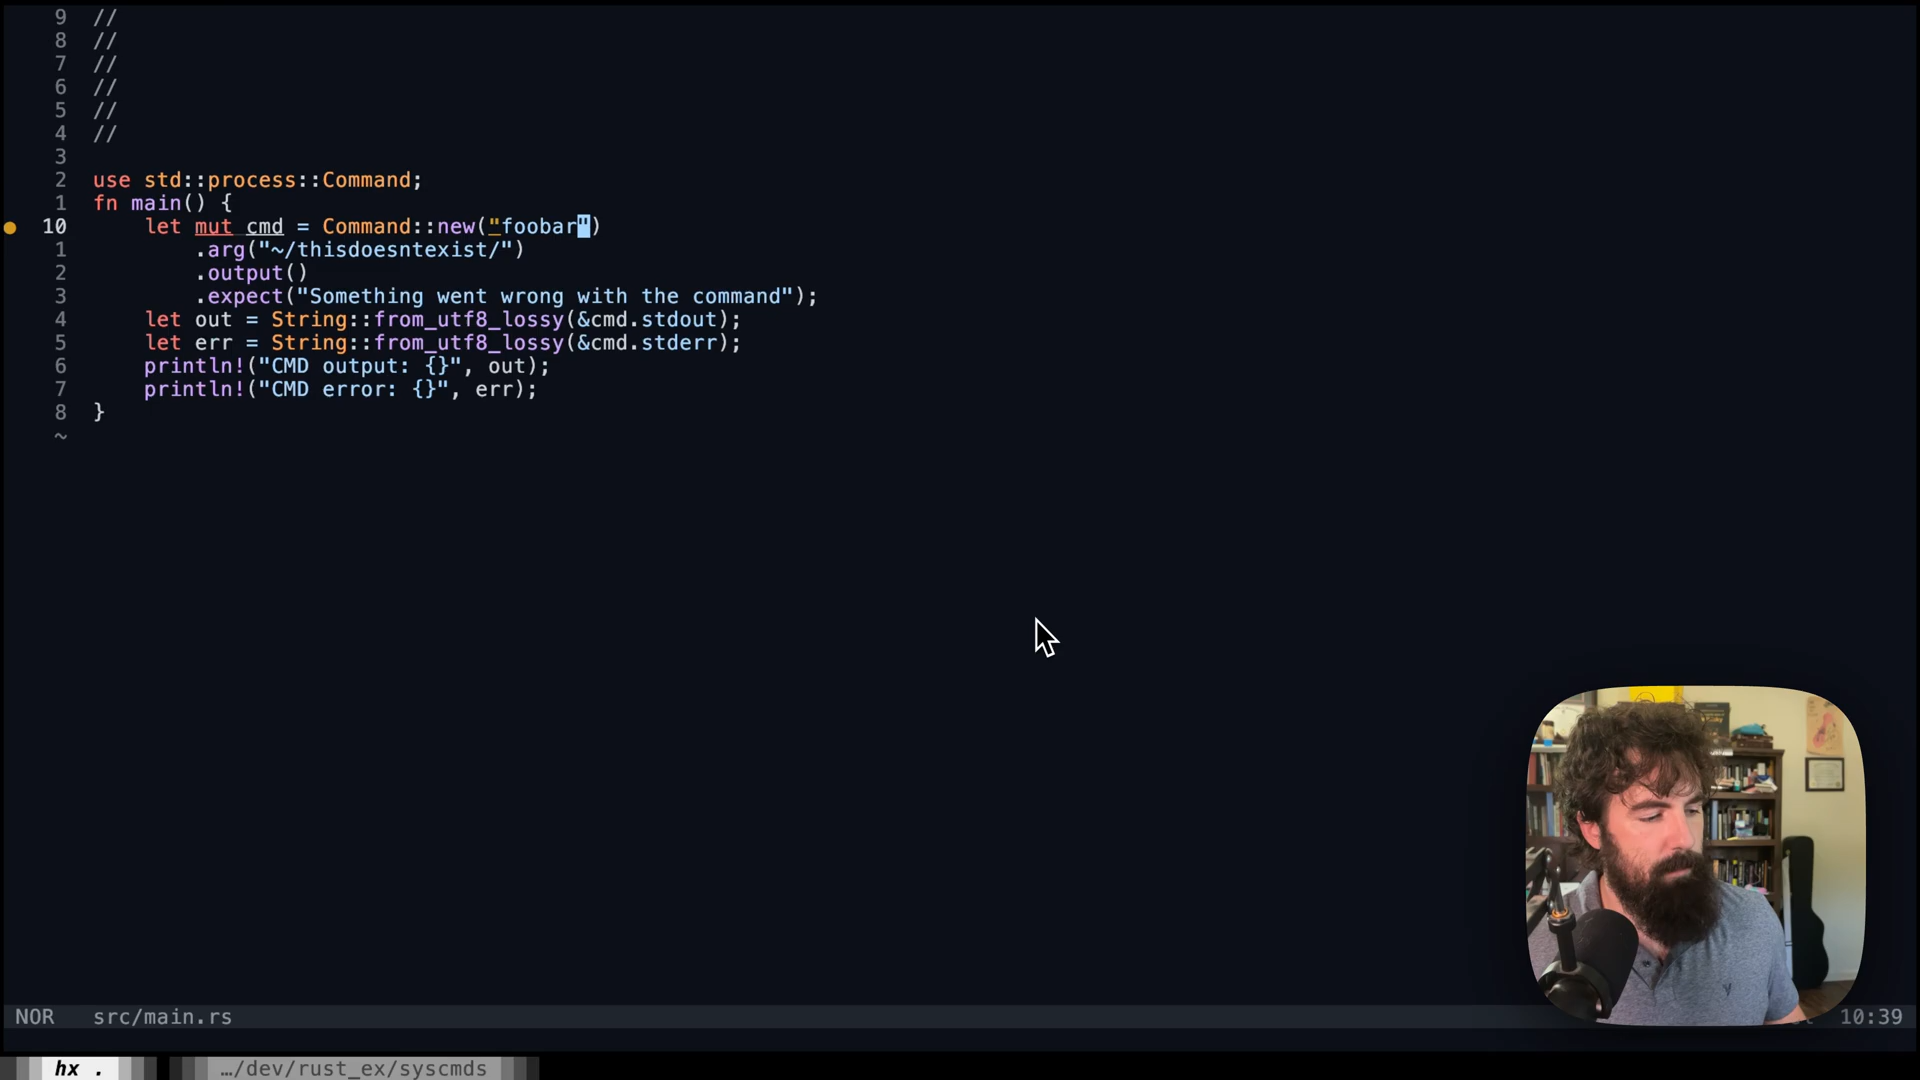 9 //
8 //
7 //
6 //
5 //
4 //
3
2 use std::process::Command;
1 fn main() {
10 let mut cmd = Command::new("foobar")
1 .arg("~/thisdoesntexist/")
2 .output()
3 .expect("Something went wrong with the command");
4 let out = String::from_utf8_lossy(&cmd.stdout);
5 let err = String::from_utf8_lossy(&cmd.stderr);
6 println!("CMD output: {}", out);
7 println!("CMD error: {}", err);
8 }
~
NOR src/main.rs 10:39
hx . …/dev/rust_ex/syscmds